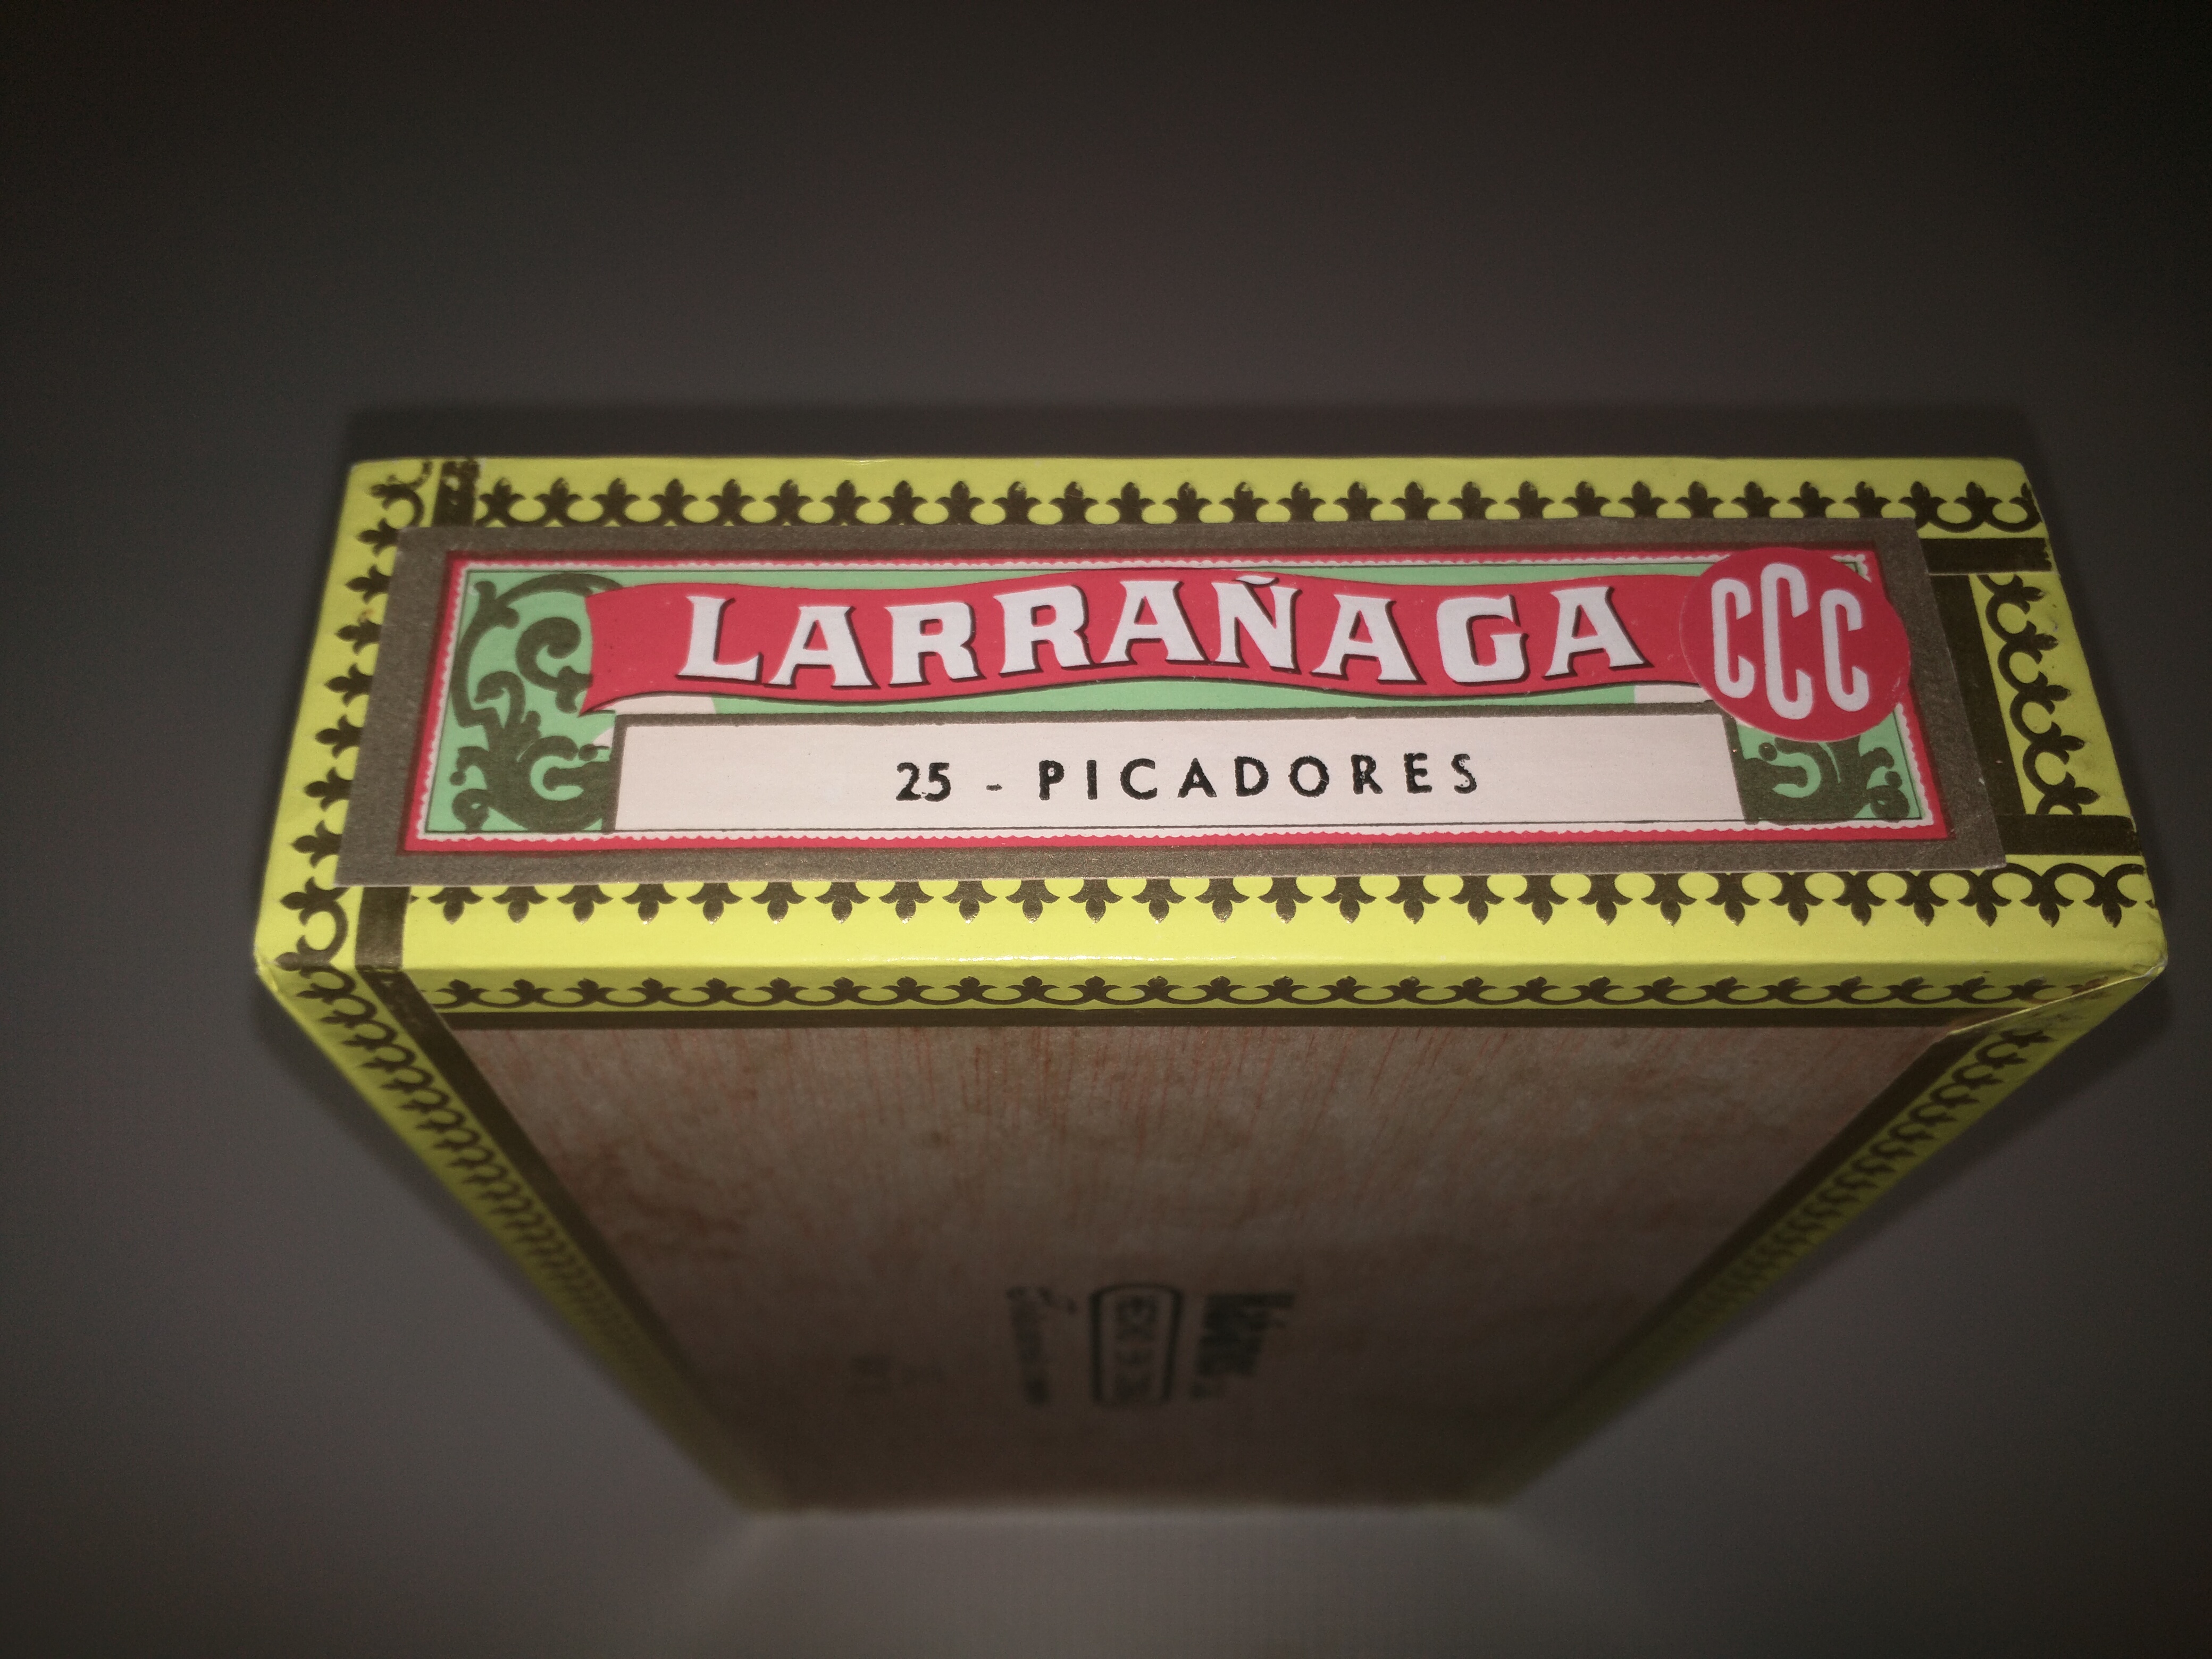 LARRAÑAGA
CCC
25 - PICADORES